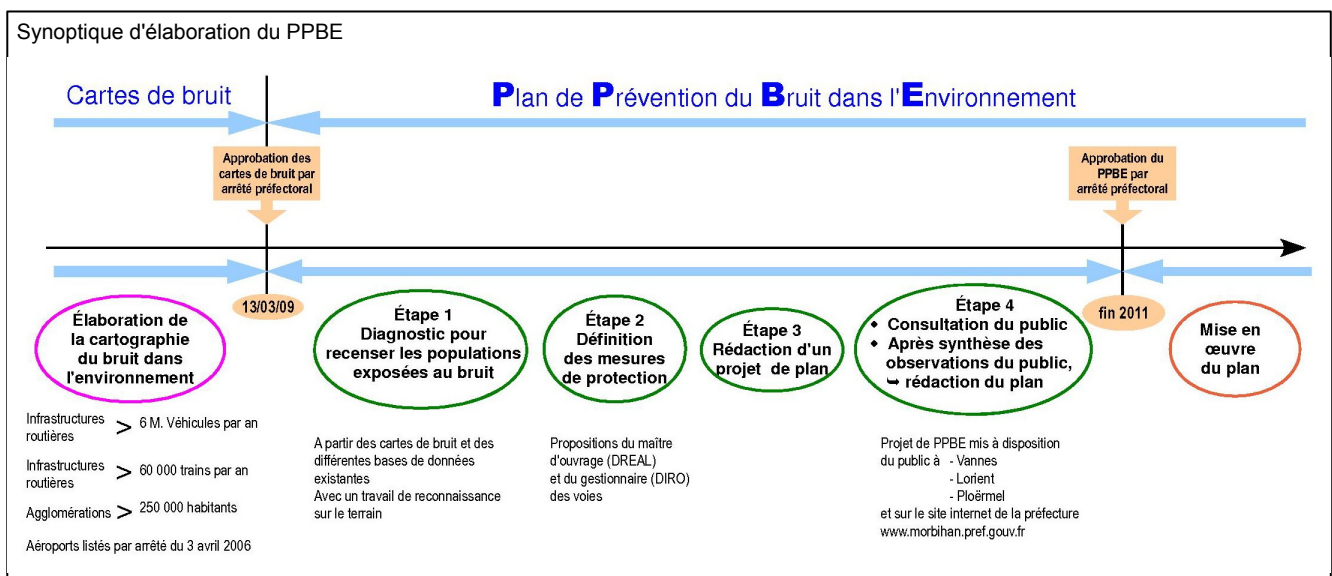 Synoptique d'élaboration du PPBE
Cartes de bruit
Plan de Prévention du Bruit dans l'Environnement
Approbation des
cartes de bruit par
arrêté préfectoral
Approbation du
PPBE par
arrêté préfectoral
13/03/09
fin 2011
Élaboration de
la cartographie
du bruit dans
l'environnement
Étape 1
Diagnostic pour
recenser les populations
exposées au bruit
Étape 2
Définition
des mesures
de protection
Étape 3
Rédaction d'un
projet de plan
Étape 4
♦ Consultation du public
♦ Après synthèse des
observations du public,
➥ rédaction du plan
Mise en
œuvre
du plan
Infrastructures
routières > 6 M. Véhicules par an
Infrastructures
routières > 60 000 trains par an
Agglomérations > 250 000 habitants
Aéroports listés par arrêté du 3 avril 2006
A partir des cartes de bruit et des
différentes bases de données
existantes
Avec un travail de reconnaissance
sur le terrain
Propositions du maître
d'ouvrage (DREAL)
et du gestionnaire (DIRO)
des voies
Projet de PPBE mis à disposition
du public à - Vannes
- Lorient
- Ploërmel
et sur le site internet de la préfecture
www.morbihan.pref.gouv.fr